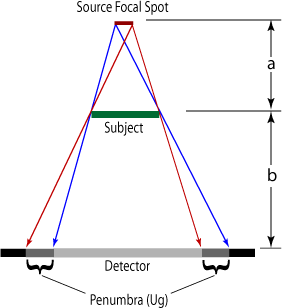 Source Focal Spot
a
Subject
b
Detector
Penumbra (Ug)